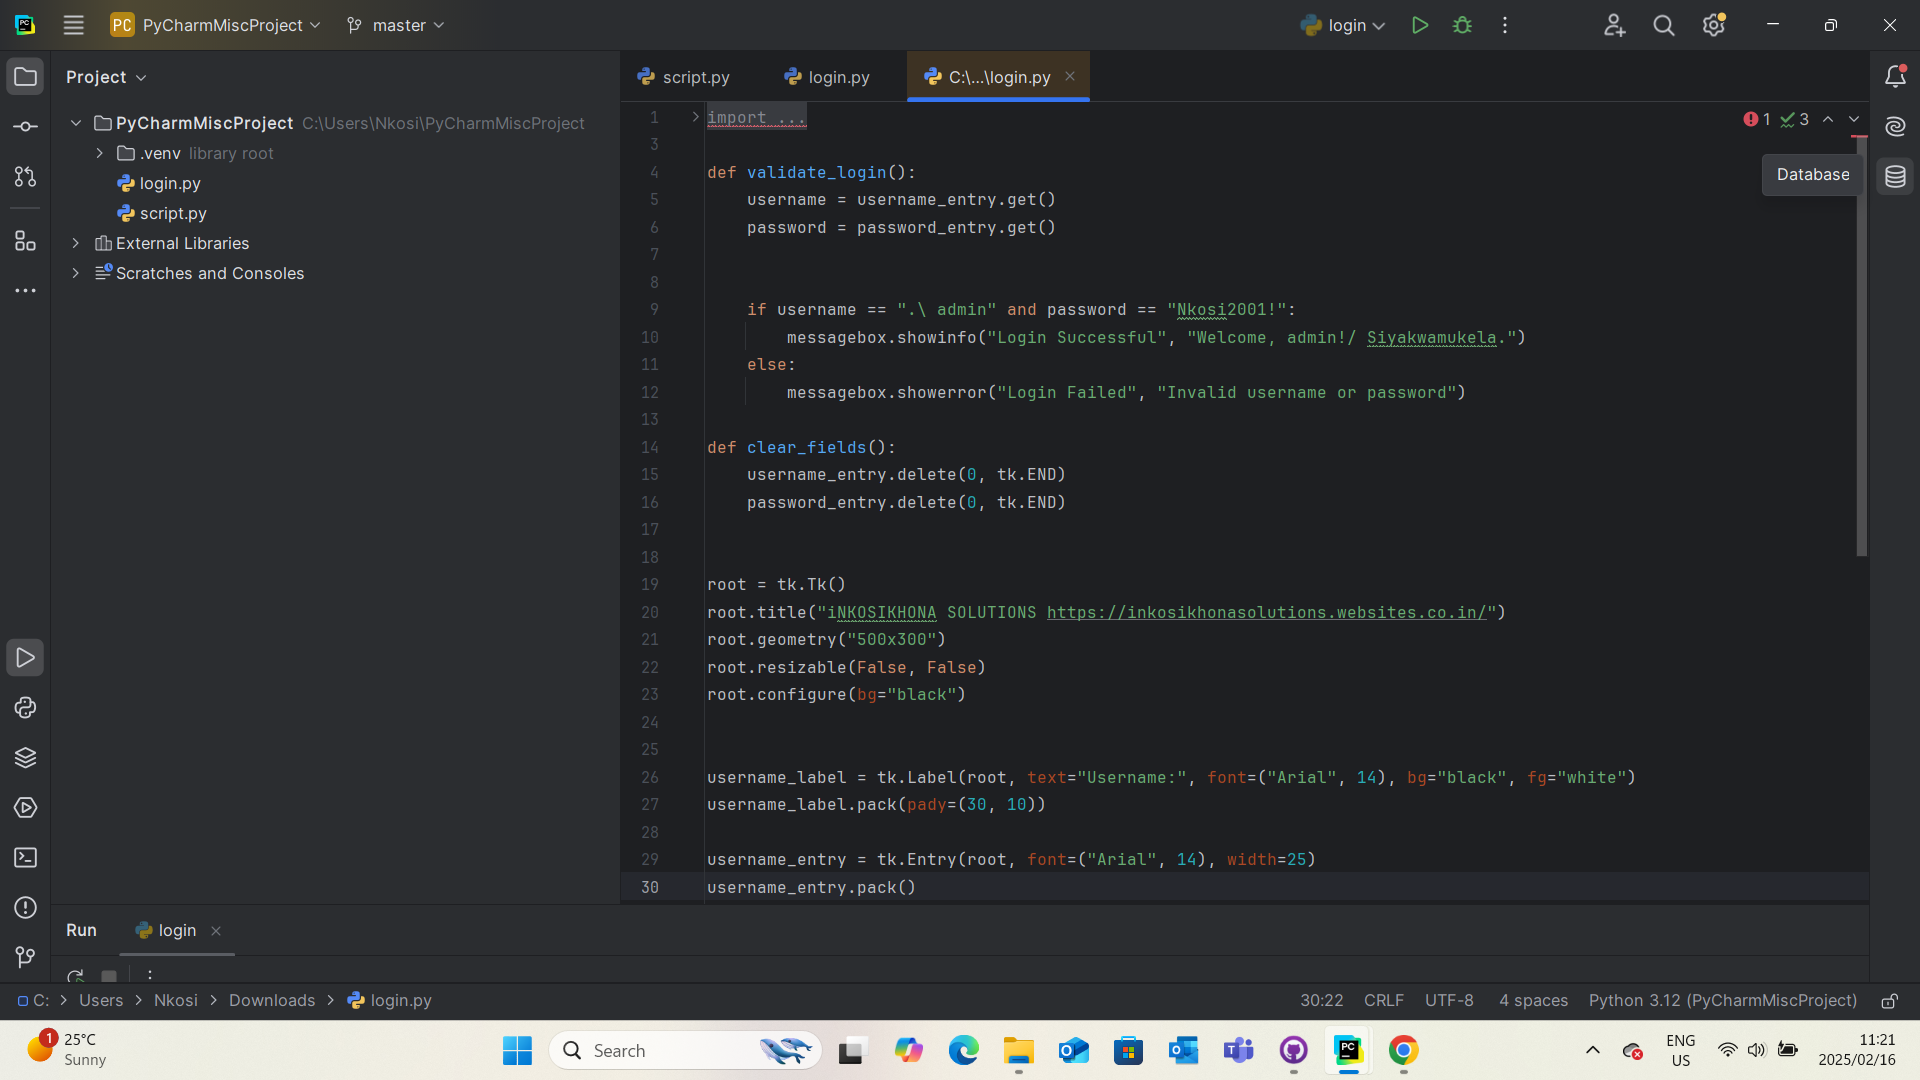 PC PyCharmMiscProject master login
Project
PyCharmMiscProject C:\Users\Nkosi\PyCharmMiscProject
.venv library root
login.py
script.py
External Libraries
Scratches and Consoles
script.py login.py C:\...\login.py
1 3
Database
1 import ...
3
4 def validate_login():
5 username = username_entry.get()
6 password = password_entry.get()
7
8
9 if username == ".\ admin" and password == "Nkosi2001!":
10 messagebox.showinfo("Login Successful", "Welcome, admin!/ Siyakwamukela.")
11 else:
12 messagebox.showerror("Login Failed", "Invalid username or password")
13
14 def clear_fields():
15 username_entry.delete(0, tk.END)
16 password_entry.delete(0, tk.END)
17
18
19 root = tk.Tk()
20 root.title("iNKOSIKHONA SOLUTIONS https://inkosikhonasolutions.websites.co.in/")
21 root.geometry("500x300")
22 root.resizable(False, False)
23 root.configure(bg="black")
24
25
26 username_label = tk.Label(root, text="Username:", font=("Arial", 14), bg="black", fg="white")
27 username_label.pack(pady=(30, 10))
28
29 username_entry = tk.Entry(root, font=("Arial", 14), width=25)
30 username_entry.pack()
Run login
C: > Users > Nkosi > Downloads > login.py
30:22 CRLF UTF-8 4 spaces Python 3.12 (PyCharmMiscProject)
1 25°C
Sunny
Search
ENG
US
11:21
2025/02/16